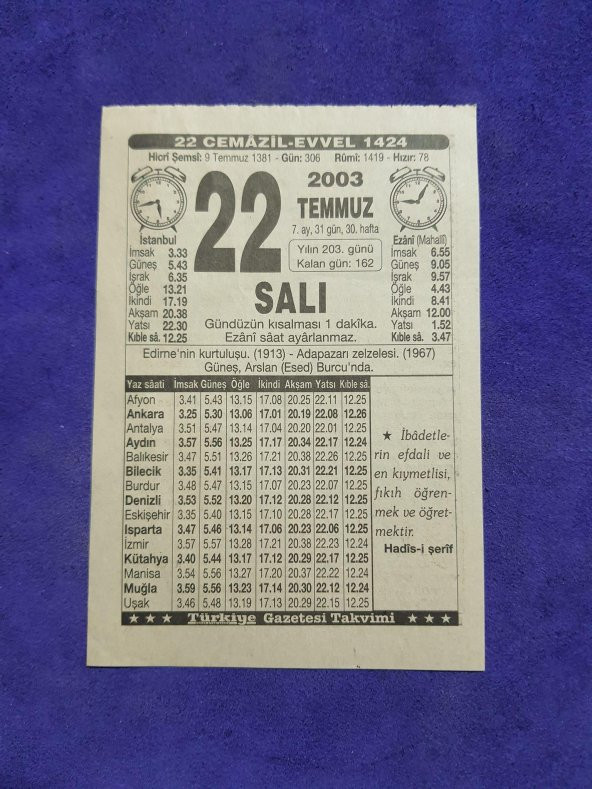 22 CEMÂZİL-EVVEL 1424
Hicrî Şemsî: 9 Temmuz 1381 - Gün: 306 Rûmî: 1419 - Hızır: 78
22
2003
TEMMUZ
7. ay, 31 gün, 30. hafta
Yılın 203. günü
Kalan gün: 162
SALI
Gündüzün kısalması 1 dakîka.
Ezânî sâat ayârlanmaz.
İstanbul
İmsak 3.33
Güneş 5.43
İşrak 6.35
Öğle 13.21
İkindi 17.19
Akşam 20.38
Yatsı 22.30
Kıble sâ. 12.25
Ezânî (Mahallî)
İmsak 6.55
Güneş 9.05
İşrak 9.57
Öğle 4.43
İkindi 8.41
Akşam 12.00
Yatsı 1.52
Kıble sâ. 3.47
Edirne'nin kurtuluşu. (1913) - Adapazarı zelzelesi. (1967)
Güneş, Arslan (Esed) Burcu'nda.
Yaz sâati İmsak Güneş Öğle İkindi Akşam Yatsı Kıble sâ.
Afyon 3.41 5.43 13.15 17.08 20.25 22.11 12.25
Ankara 3.25 5.30 13.06 17.01 20.19 22.08 12.26
Antalya 3.51 5.47 13.14 7.04 20.20 22.01 12.25
Aydın 3.57 5.56 13.25 17.17 20.34 22.17 12.24
Balıkesir 3.47 5.51 13.26 17.21 20.38 22.26 12.25
Bilecik 3.35 5.41 13.17 17.13 20.31 22.21 12.25
Burdur 3.48 5.47 13.15 17.07 20.23 22.07 12.25
Denizli 3.53 5.52 13.20 17.12 20.28 22.12 12.25
Eskişehir 3.35 5.40 13.15 17.10 20.28 22.17 12.25
Isparta 3.47 5.46 13.14 17.06 20.23 22.06 12.25
İzmir 3.57 5.57 13.28 17.21 20.38 22.23 12.24
Kütahya 3.40 5.44 13.17 17.12 20.29 22.17 12.25
Manisa 3.54 5.56 13.27 17.20 20.37 22.22 12.24
Muğla 3.59 5.56 13.23 17.14 20.30 22.12 12.24
Uşak 3.46 5.48 13.19 17.13 20.29 22.15 12.25
★ İbâdetle-
rin efdali ve
en kıymetlisi,
fıkıh öğren-
mek ve öğret-
mektir.
Hadîs-i şerîf
★ ★ ★ Türkiye Gazetesi Takvimi ★ ★ ★